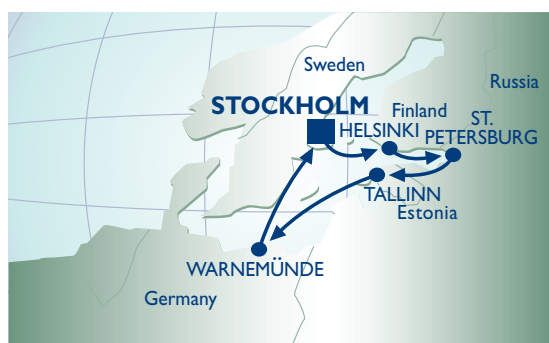 Sweden
Russia
STOCKHOLM
Finland
ST.
HELSINKI
PETERSBURG
TALLINN
Estonia
WARNEMÜNDE
Germany